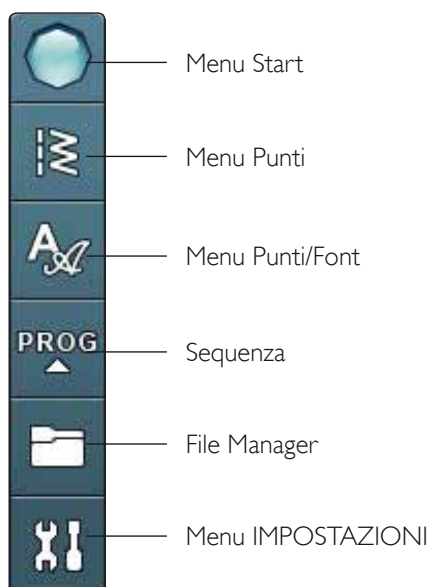 Menu Start
Menu Punti
A A
Menu Punti/Font
PROG
Sequenza
File Manager
Menu IMPOSTAZIONI